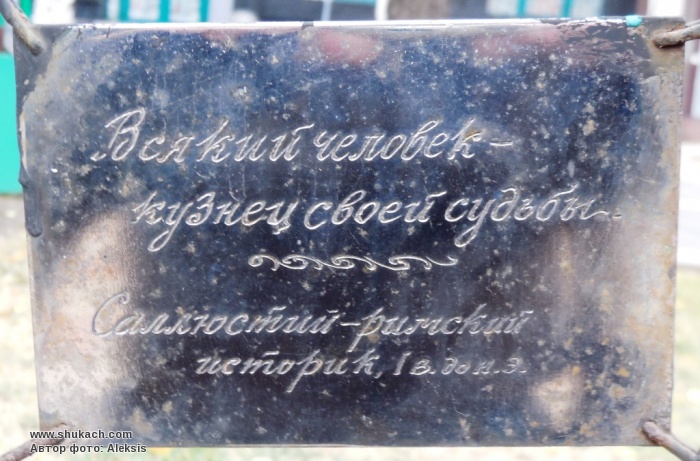 Всякий человек –
кузнец своей судьбы.
Саллюстий – римский
историк, I в. до н. э.
www.shukach.com
Автор фото: Aleksis